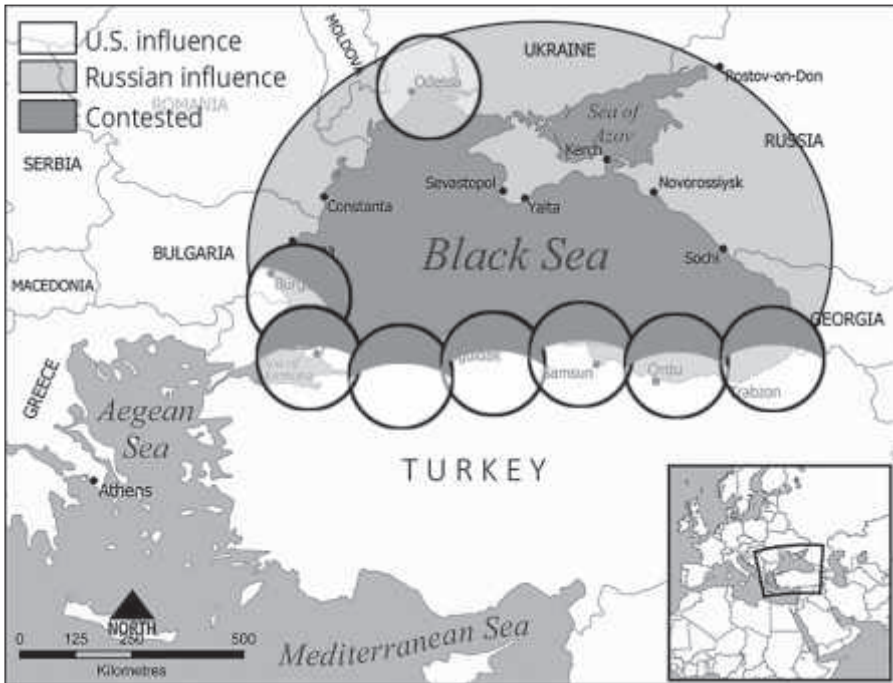 U.S. influence
Russian influence
Contested
MOLDOVA
UKRAINE
Odessa
Rostov-on-Don
ROMANIA
Sea of
Azov
RUSSIA
SERBIA
Kerch
Sevastopol
Yalta
Novorossiysk
Constanta
BULGARIA
Black Sea
Sochi
MACEDONIA
GEORGIA
Samsun
Ordu
Trabzon
GREECE
Aegean
Sea
TURKEY
Athens
NORTH
0 125 250 500
Kilometres
Mediterranean Sea